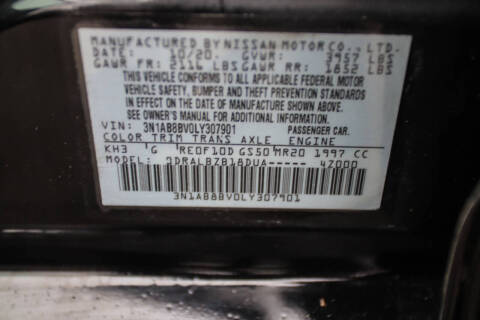 MANUFACTURED BY NISSAN MOTOR CO., LTD.
DATE: 10/20 GVWR: 3957 LBS
GAWR FR: 2116 LBS GAWR RR: 1852 LBS
THIS VEHICLE CONFORMS TO ALL APPLICABLE FEDERAL MOTOR
VEHICLE SAFETY, BUMPER, AND THEFT PREVENTION STANDARDS
IN EFFECT ON THE DATE OF MANUFACTURE SHOWN ABOVE.
SEE OWNER'S MANUAL FOR ADDITIONAL INFORMATION
VIN: 3N1AB8BV0LY307901 PASSENGER CAR.
COLOR TRIM TRANS AXLE ENGINE
KH3 G RE0F10D GS50 MR20 1997 CC
MODEL: JDRALBZB18DUA----- 4Z000
3N1AB8BV0LY307901